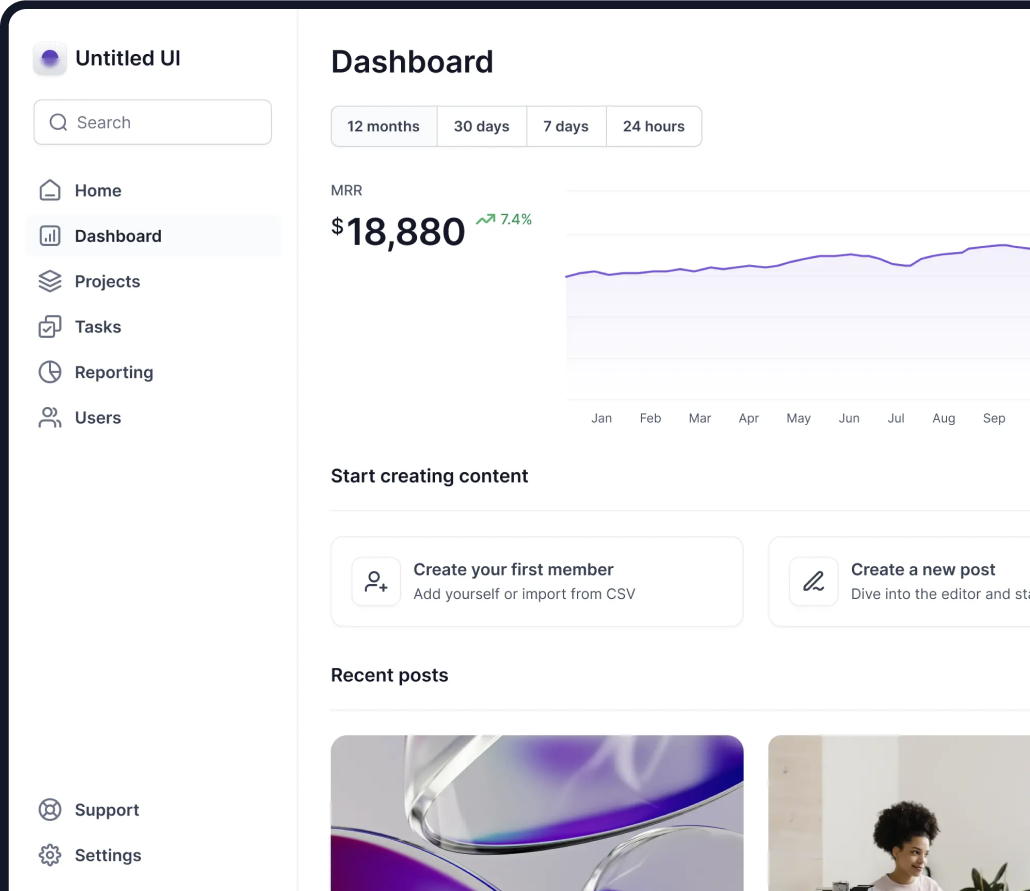 Untitled UI
Search
Home
Dashboard
Projects
Tasks
Reporting
Users
Support
Settings
Dashboard
12 months
30 days
7 days
24 hours
MRR
$18,880
7.4%
Jan
Feb
Mar
Apr
May
Jun
Jul
Aug
Sep
Start creating content
Create your first member
Add yourself or import from CSV
Create a new post
Dive into the editor and
Recent posts